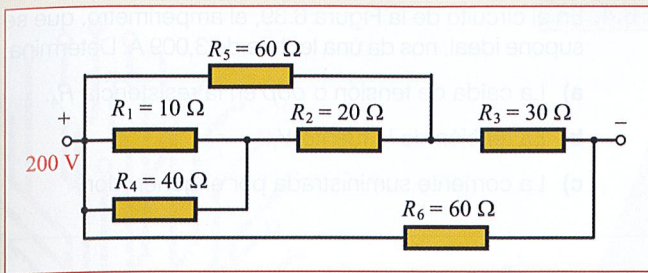 R5 = 60 Ω
R1 = 10 Ω
R2 = 20 Ω
R3 = 30 Ω
+
−
200 V
R4 = 40 Ω
R6 = 60 Ω